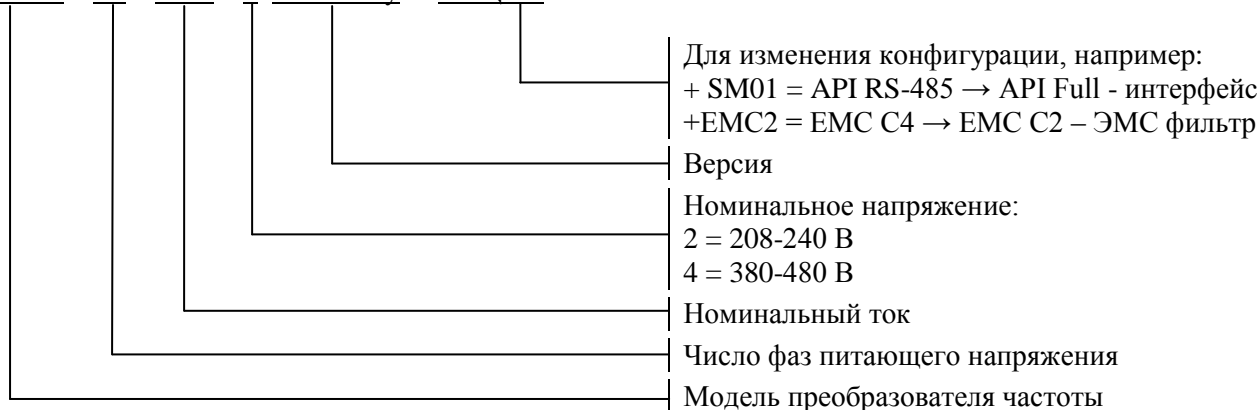 Для изменения конфигурации, например:
+ SM01 = API RS-485 → API Full - интерфейс
+EMC2 = EMC C4 → EMC C2 – ЭМС фильтр
Версия
Номинальное напряжение:
2 = 208-240 В
4 = 380-480 В
Номинальный ток
Число фаз питающего напряжения
Модель преобразователя частоты